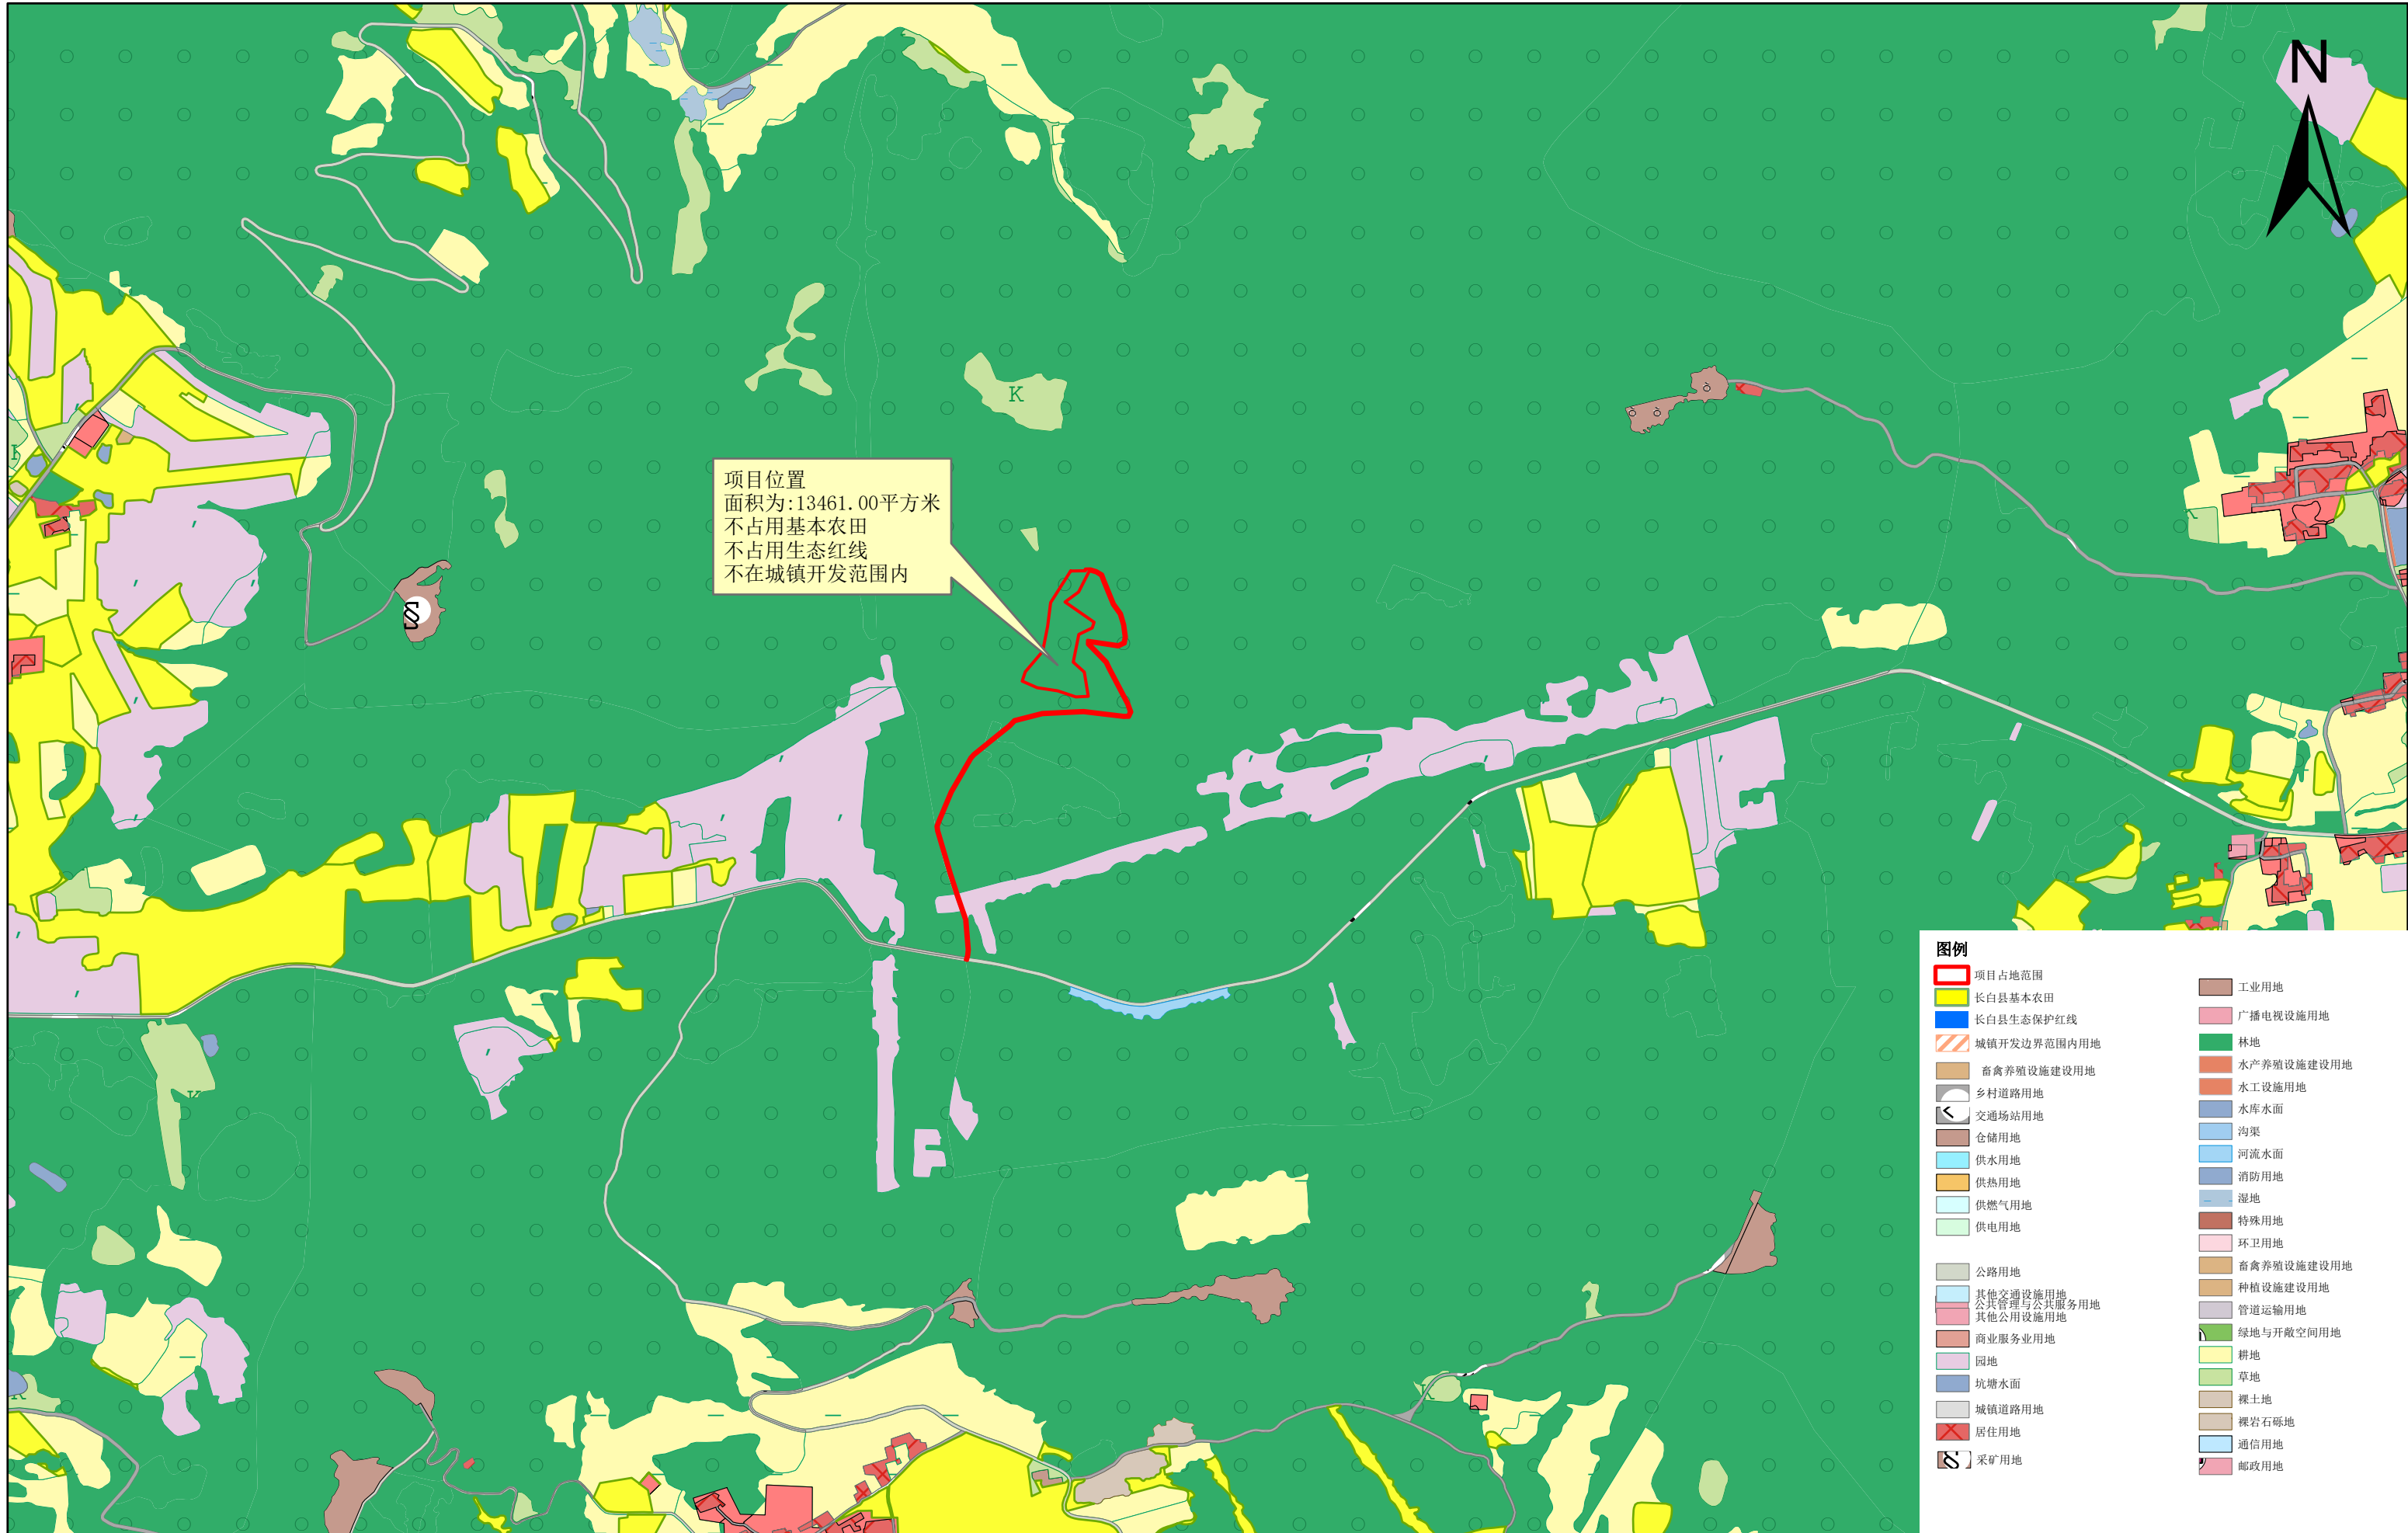 N
K
项目位置
面积为:13461.00平方米
不占用基本农田
不占用生态红线
不在城镇开发范围内
图例
项目占地范围
长白县基本农田
长白县生态保护红线
城镇开发边界范围内用地
畜禽养殖设施建设用地
乡村道路用地
交通场站用地
仓储用地
供水用地
供热用地
供燃气用地
供电用地
公路用地
其他交通设施用地
公共管理与公共服务用地
其他公用设施用地
商业服务业用地
园地
坑塘水面
城镇道路用地
居住用地
采矿用地
工业用地
广播电视设施用地
林地
水产养殖设施建设用地
水工设施用地
水库水面
沟渠
河流水面
消防用地
湿地
特殊用地
环卫用地
畜禽养殖设施建设用地
种植设施建设用地
管道运输用地
绿地与开敞空间用地
耕地
草地
裸土地
裸岩石砾地
通信用地
邮政用地